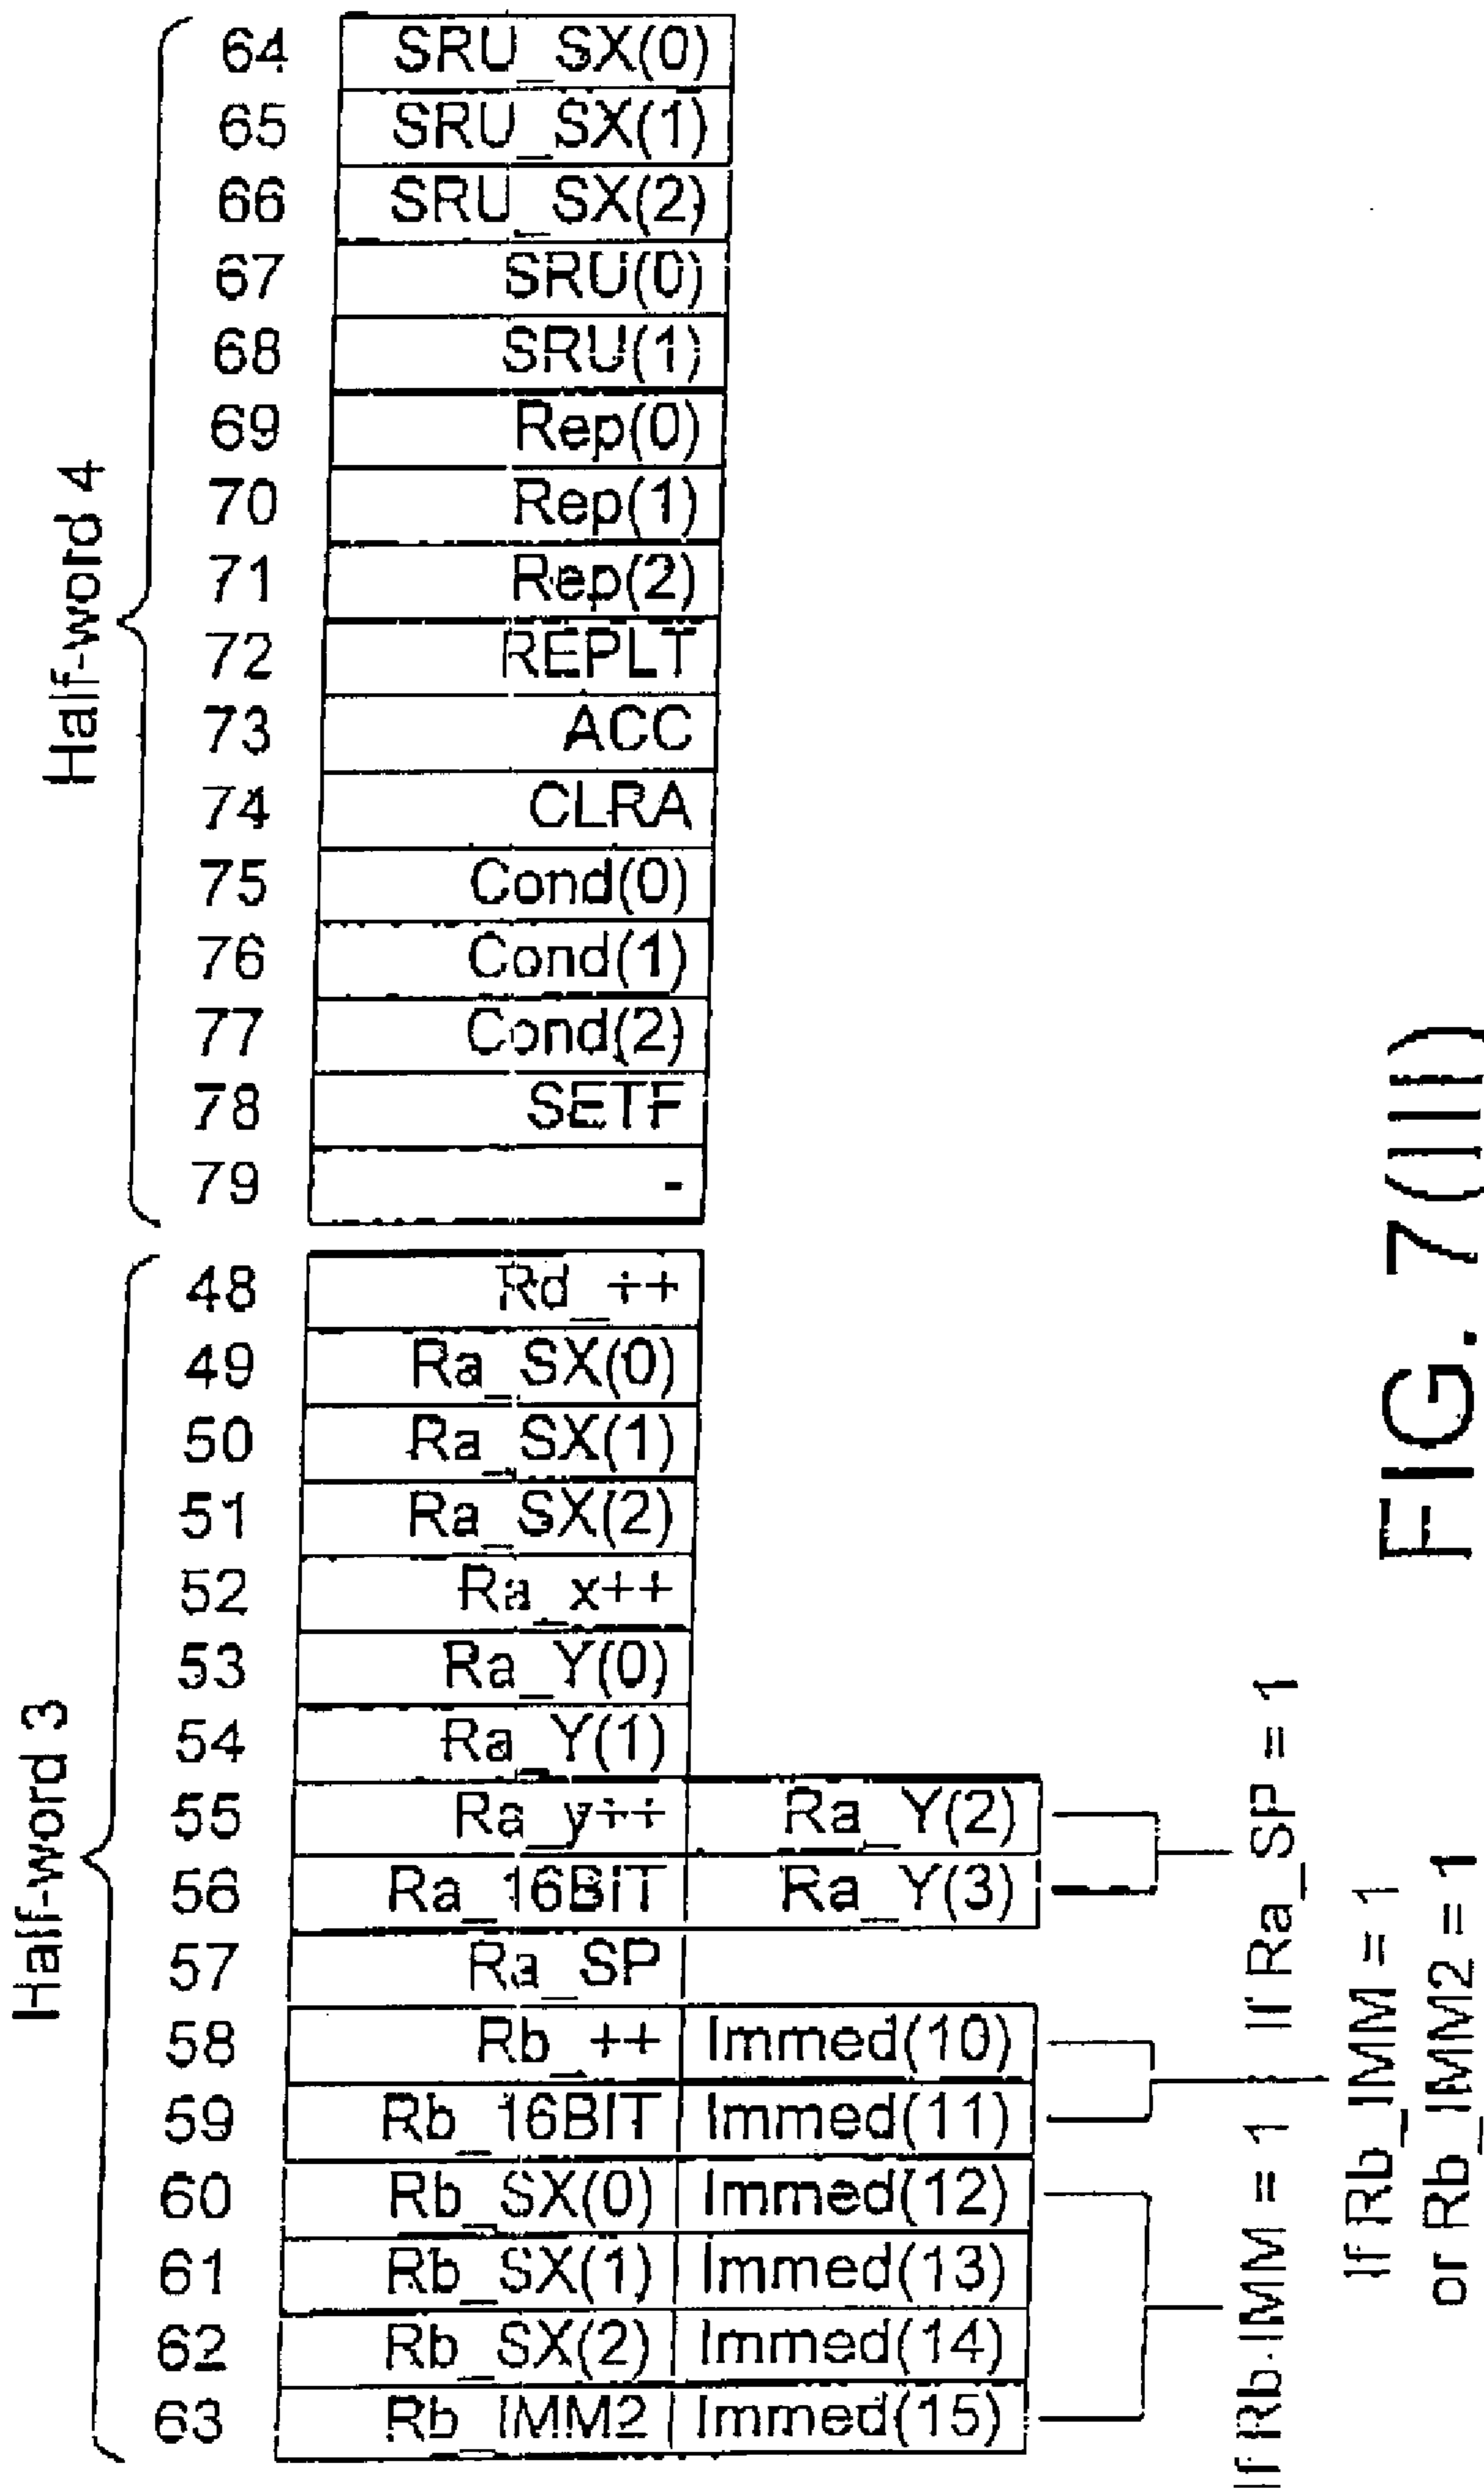 Half-word 4
64 SRU_SX(0)
65 SRU_SX(1)
66 SRU_SX(2)
67 SRU(0)
68 SRU(1)
69 Rep(0)
70 Rep(1)
71 Rep(2)
72 REPLT
73 ACC
74 CLRA
75 Cond(0)
76 Cond(1)
77 Cond(2)
78 SETF
79 -
Half-word 3
48 Rd_++
49 Ra_SX(0)
50 Ra_SX(1)
51 Ra_SX(2)
52 Ra_x++
53 Ra_Y(0)
54 Ra_Y(1)
55 Ra_y++ Ra_Y(2)
56 Ra_16BIT Ra_Y(3)
57 Ra_SP
58 Rb_++ Immed(10)
59 Rb_16BIT Immed(11)
60 Rb_SX(0) Immed(12)
61 Rb_SX(1) Immed(13)
62 Rb_SX(2) Immed(14)
63 Rb_IMM2 Immed(15)
If Ra_SP = 1
If Rb_IMM = 1
or Rb_IMM2 = 1
If Rb-IMM = 1
FIG. 7(III)